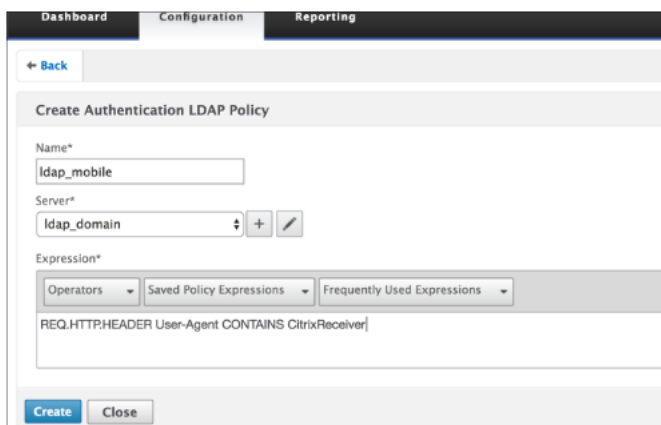 Dashboard Configuration Reporting
← Back
Create Authentication LDAP Policy
Name*
ldap_mobile
Server*
ldap_domain +
Expression*
Operators Saved Policy Expressions Frequently Used Expressions
REQ.HTTP.HEADER User-Agent CONTAINS CitrixReceiver
Create Close